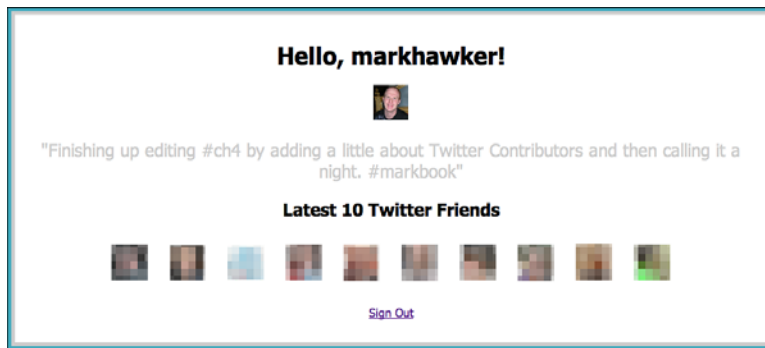 Hello, markhawker!
"Finishing up editing #ch4 by adding a little about Twitter Contributors and then calling it a
night. #markbook"
Latest 10 Twitter Friends
Sign Out